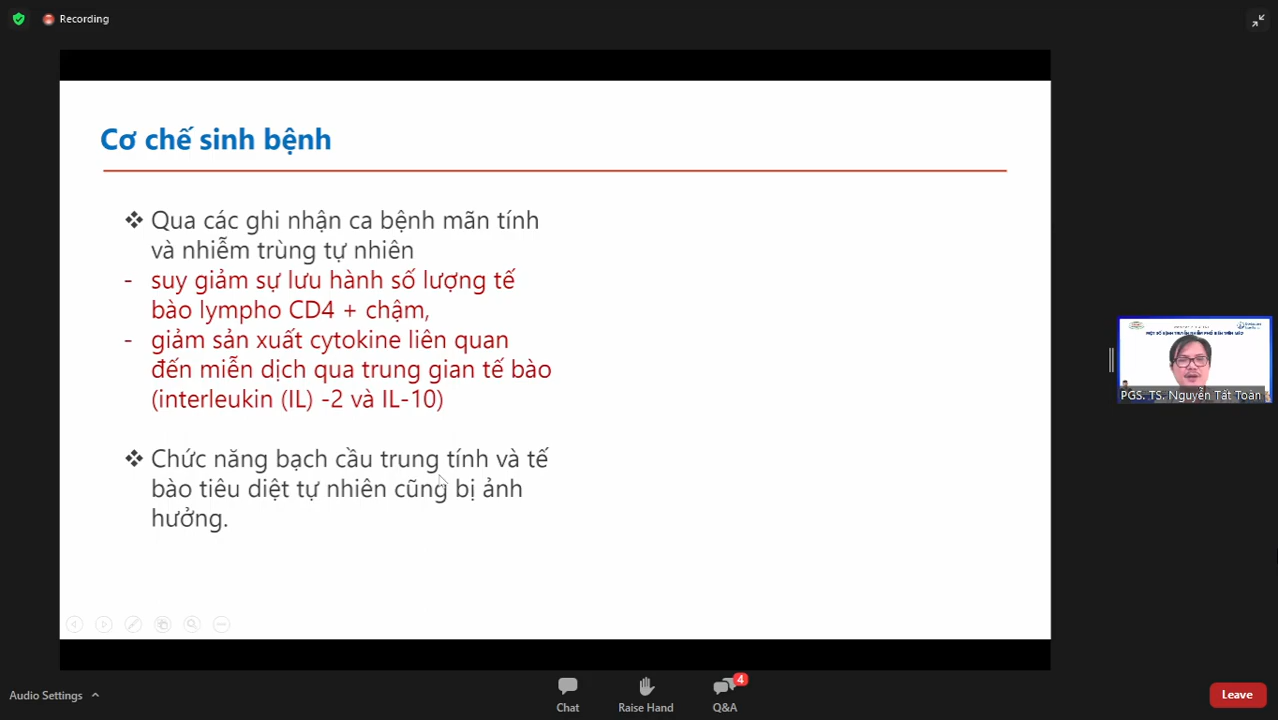 Recording
Cơ chế sinh bệnh
❖ Qua các ghi nhận ca bệnh mãn tính
và nhiễm trùng tự nhiên
- suy giảm sự lưu hành số lượng tế
bào lympho CD4 + chậm,
- giảm sản xuất cytokine liên quan
đến miễn dịch qua trung gian tế bào
(interleukin (IL) -2 và IL-10)
❖ Chức năng bạch cầu trung tính và tế
bào tiêu diệt tự nhiên cũng bị ảnh
hưởng.
PGS. TS. Nguyễn Tất Toàn
Audio Settings
Chat
Raise Hand
4
Q&A
Leave